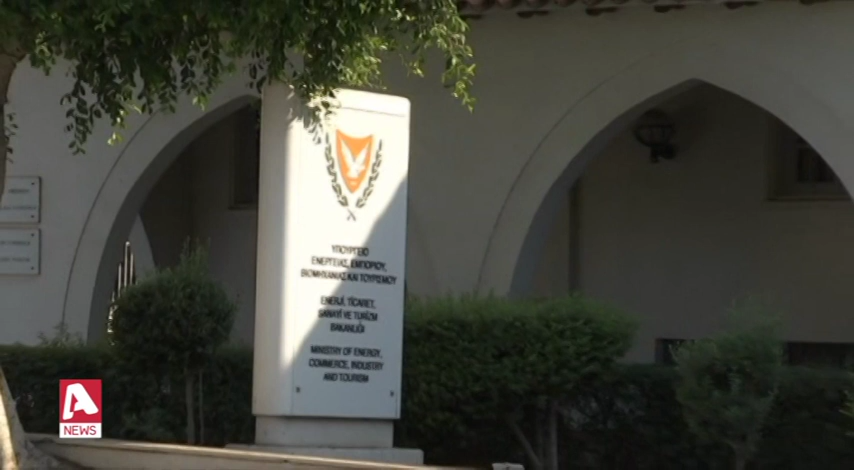 ΥΠΟΥΡΓΕΙΟ
ΕΝΕΡΓΕΙΑΣ, ΕΜΠΟΡΙΟΥ,
ΒΙΟΜΗΧΑΝΙΑΣ ΚΑΙ ΤΟΥΡΙΣΜΟΥ
ENERJİ, TİCARET,
SANAYİ VE TURİZM
BAKANLIĞI
MINISTRY OF ENERGY,
COMMERCE, INDUSTRY
AND TOURISM
A
NEWS